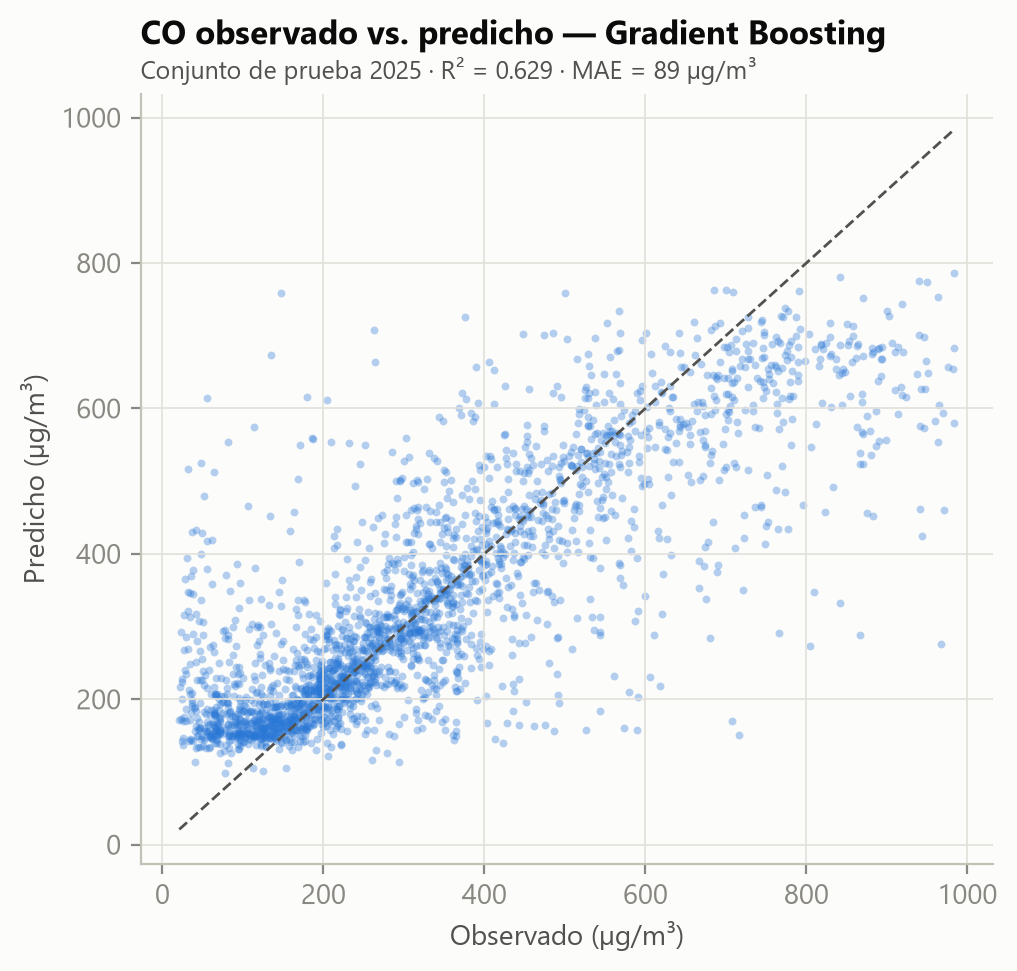 CO observado vs. predicho — Gradient Boosting
Conjunto de prueba 2025 · R² = 0.629 · MAE = 89 µg/m³
1000
800
600
400
200
0
Predicho (µg/m³)
0 200 400 600 800 1000
Observado (µg/m³)